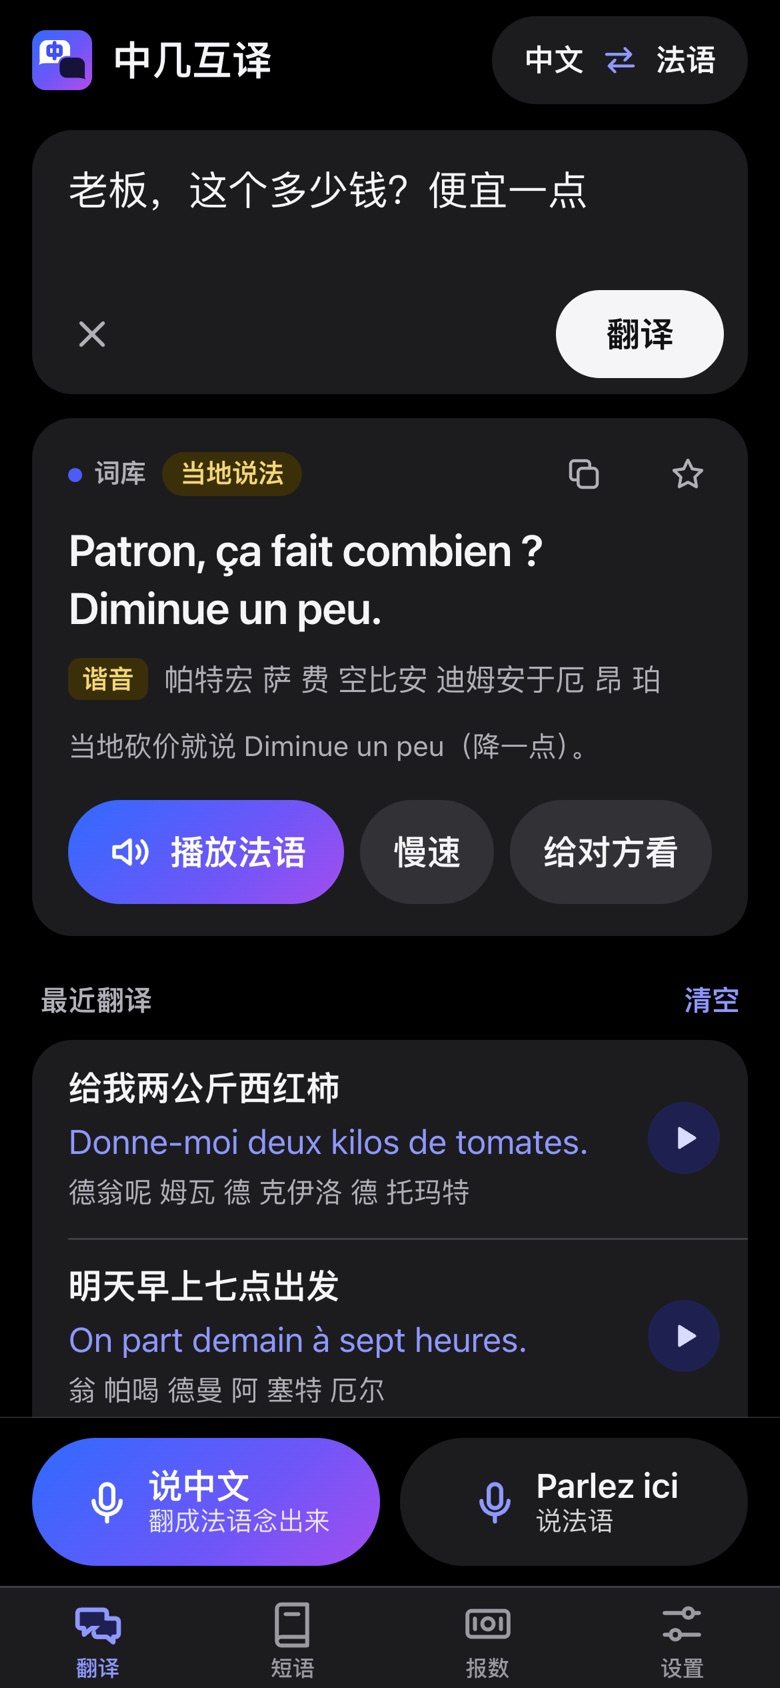 中
中几互译
中文 ⇄ 法语
老板，这个多少钱？便宜一点
翻译
词库 当地说法
Patron, ça fait combien ?
Diminue un peu.
谐音 帕特宏 萨 费 空比安 迪姆安于厄 昂 珀
当地砍价就说 Diminue un peu（降一点）。
播放法语 慢速 给对方看
最近翻译 清空
给我两公斤西红柿
Donne-moi deux kilos de tomates.
德翁呢 姆瓦 德 克伊洛 德 托玛特
明天早上七点出发
On part demain à sept heures.
翁 帕喝 德曼 阿 塞特 厄尔
说中文
翻成法语念出来
Parlez ici
说法语
翻译 短语 报数 设置